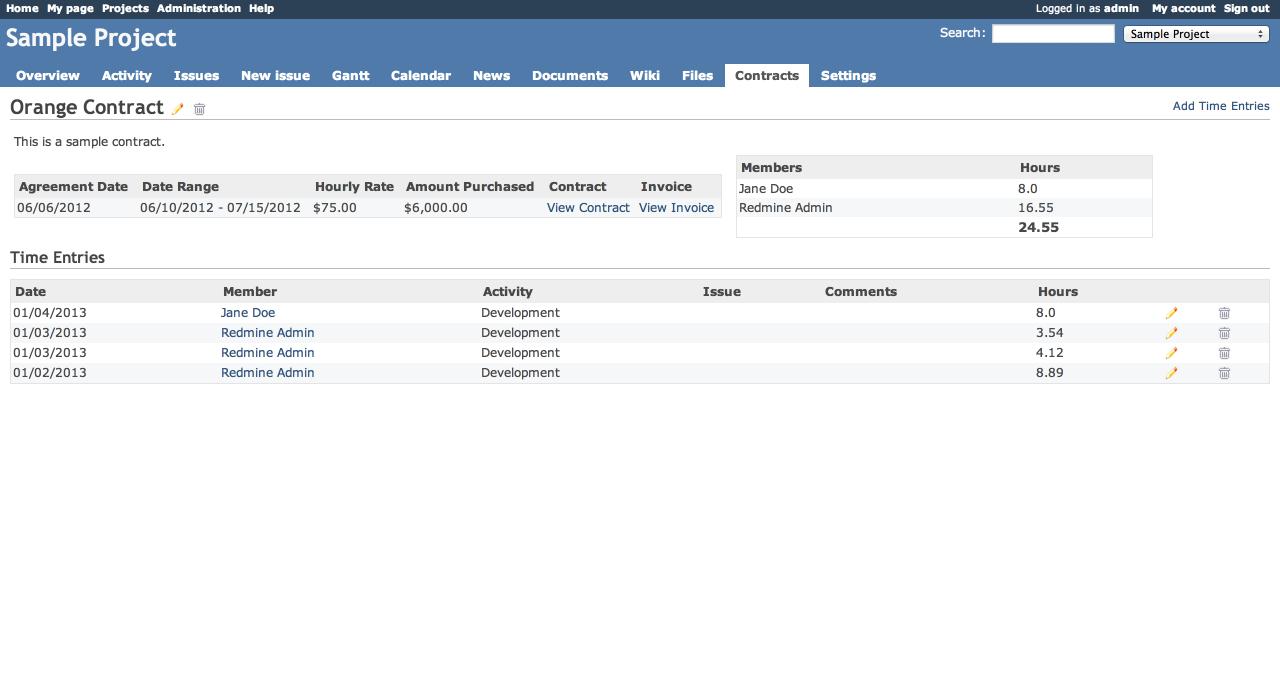 Home My page Projects Administration Help Logged in as admin My account Sign out
Sample Project Search: Sample Project
Overview Activity Issues New issue Gantt Calendar News Documents Wiki Files Contracts Settings
Orange Contract Add Time Entries
This is a sample contract.
Agreement Date Date Range Hourly Rate Amount Purchased Contract Invoice
06/06/2012 06/10/2012 - 07/15/2012 $75.00 $6,000.00 View Contract View Invoice
Members Hours
Jane Doe 8.0
Redmine Admin 16.55
24.55
Time Entries
Date Member Activity Issue Comments Hours
01/04/2013 Jane Doe Development 8.0
01/03/2013 Redmine Admin Development 3.54
01/03/2013 Redmine Admin Development 4.12
01/02/2013 Redmine Admin Development 8.89